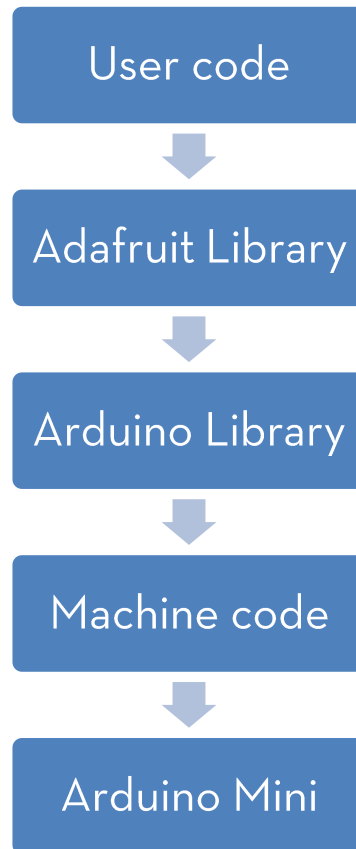 User code
Adafruit Library
Arduino Library
Machine code
Arduino Mini